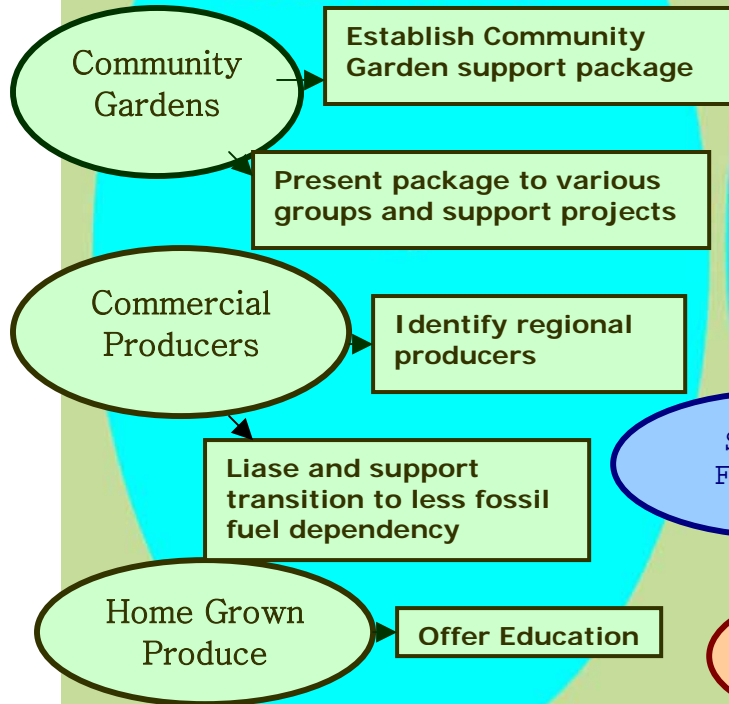 Community
Gardens
Establish Community
Garden support package
Present package to various
groups and support projects
Commercial
Producers
Identify regional
producers
Liase and support
transition to less fossil
fuel dependency
Home Grown
Produce
Offer Education